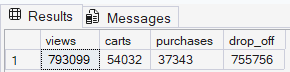 Results Messages
views carts purchases drop_off
1 793099 54032 37343 755756